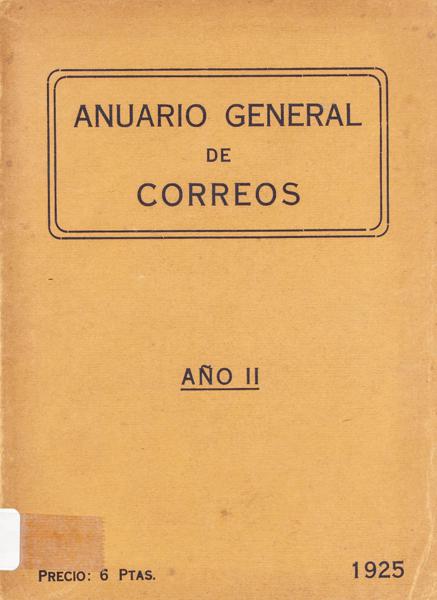 ANUARIO GENERAL
DE
CORREOS
AÑO II
PRECIO: 6 PTAS.
1925